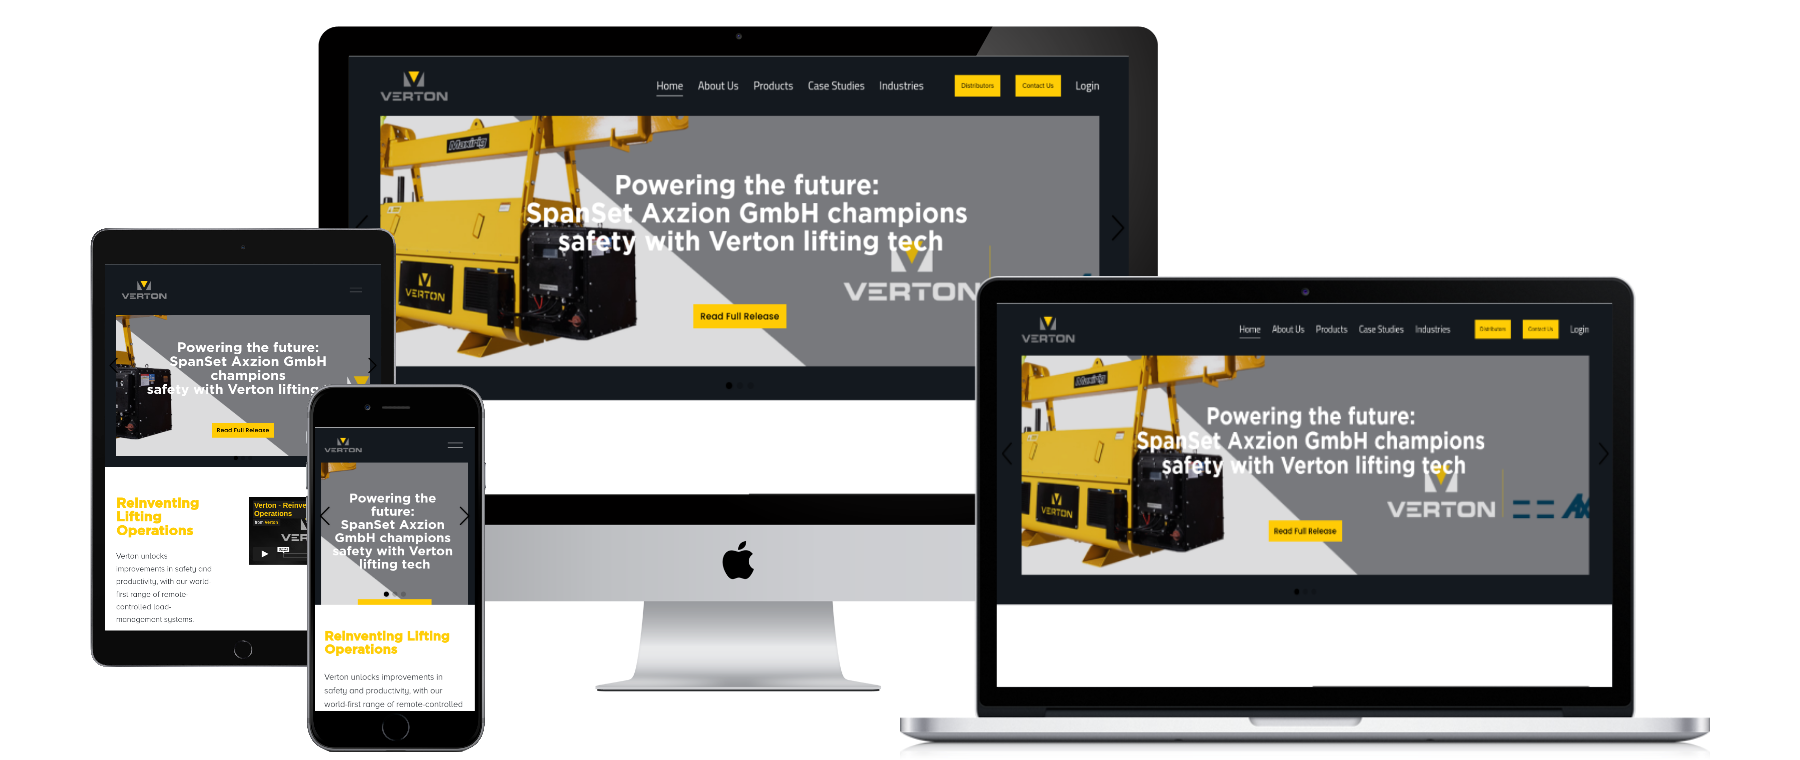 VERTON
Home About Us Products Case Studies Industries Distributors Contact Us Login
Maxirig
Powering the future:
SpanSet Axzion GmbH champions
safety with Verton lifting tech
VERTON
VERTON
Read Full Release
VERTON
Powering the future:
SpanSet Axzion GmbH
champions
safety with Verton lifting
Read Full Release
Reinventing
Lifting
Operations
Verton unlocks
improvements in safety and
productivity, with our world
first range of remote
controlled load-
management systems.
Verton - Reinve
Operations
from Verton
VERTON
Powering the
future:
SpanSet Axzion
GmbH champions
safety with Verton
lifting tech
Reinventing Lifting
Operations
Verton unlocks improvements in
safety and productivity, with our
world-first range of remote-controlled
VERTON
Home About Us Products Case Studies Industries Distributors Contact Us Login
Maxirig
Powering the future:
SpanSet Axzion GmbH champions
safety with Verton lifting tech
VERTON
VERTON
Read Full Release